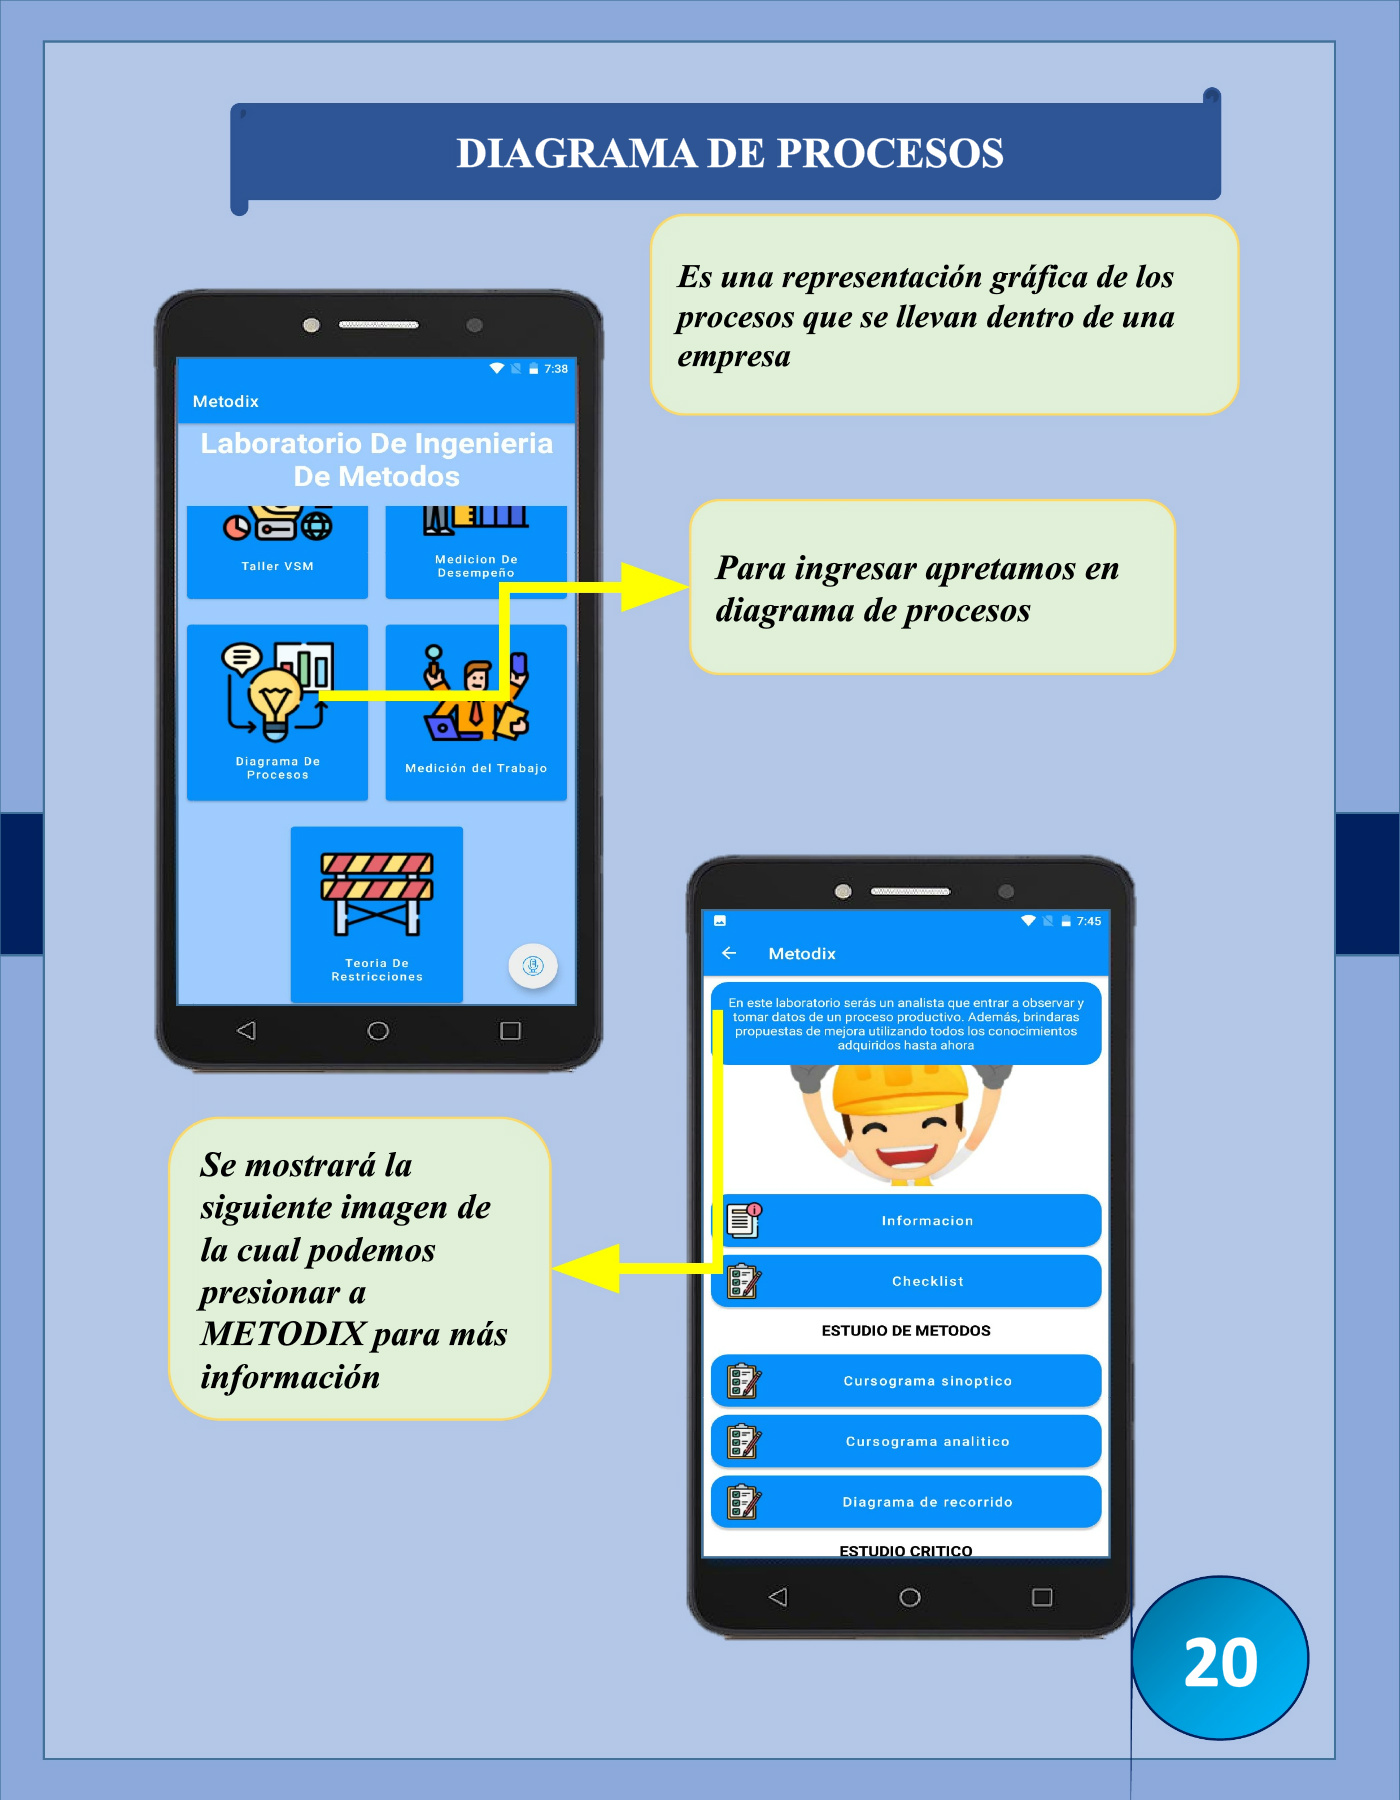 DIAGRAMA DE PROCESOS
Es una representación gráfica de los
procesos que se llevan dentro de una
empresa
7:38
Metodix
Laboratorio De Ingenieria
De Metodos
Taller VSM
Medicion De
Desempeño
Para ingresar apretamos en
diagrama de procesos
Diagrama De
Procesos
Medición del Trabajo
Teoria De
Restricciones
7:45
Metodix
En este laboratorio serás un analista que entrar a observar y
tomar datos de un proceso productivo. Además, brindaras
propuestas de mejora utilizando todos los conocimientos
adquiridos hasta ahora
Se mostrará la
siguiente imagen de
la cual podemos
presionar a
METODIX para más
información
Informacion
Checklist
ESTUDIO DE METODOS
Cursograma sinoptico
Cursograma analitico
Diagrama de recorrido
ESTUDIO CRITICO
20